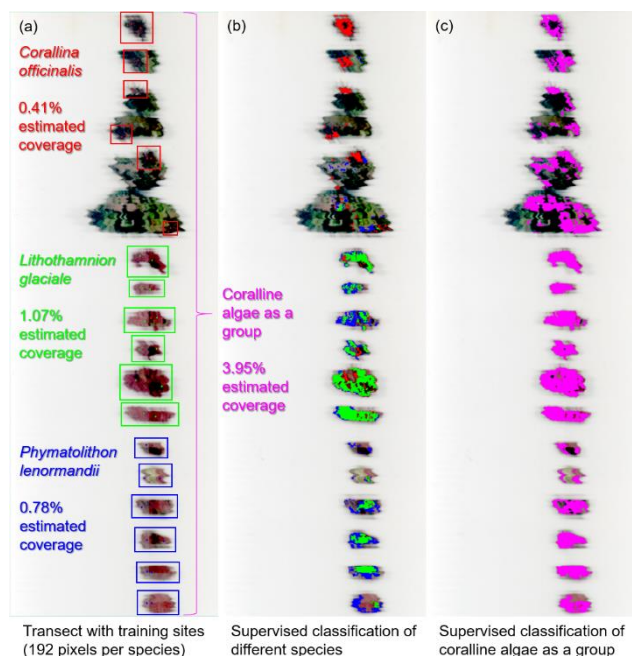 (a)
Corallina
officinalis
0.41%
estimated
coverage
Lithothamnion
glaciale
1.07%
estimated
coverage
Phymatolithon
lenormandii
0.78%
estimated
coverage
Transect with training sites
(192 pixels per species)
(b)
Coralline
algae as a
group
3.95%
estimated
coverage
Supervised classification of
different species
(c)
Supervised classification of
coralline algae as a group